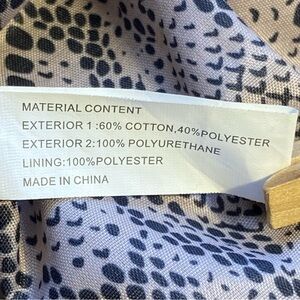 MATERIAL CONTENT
EXTERIOR 1 :60% COTTON,40%POLYESTER
EXTERIOR 2:100% POLYURETHANE
LINING:100%POLYESTER
MADE IN CHINA